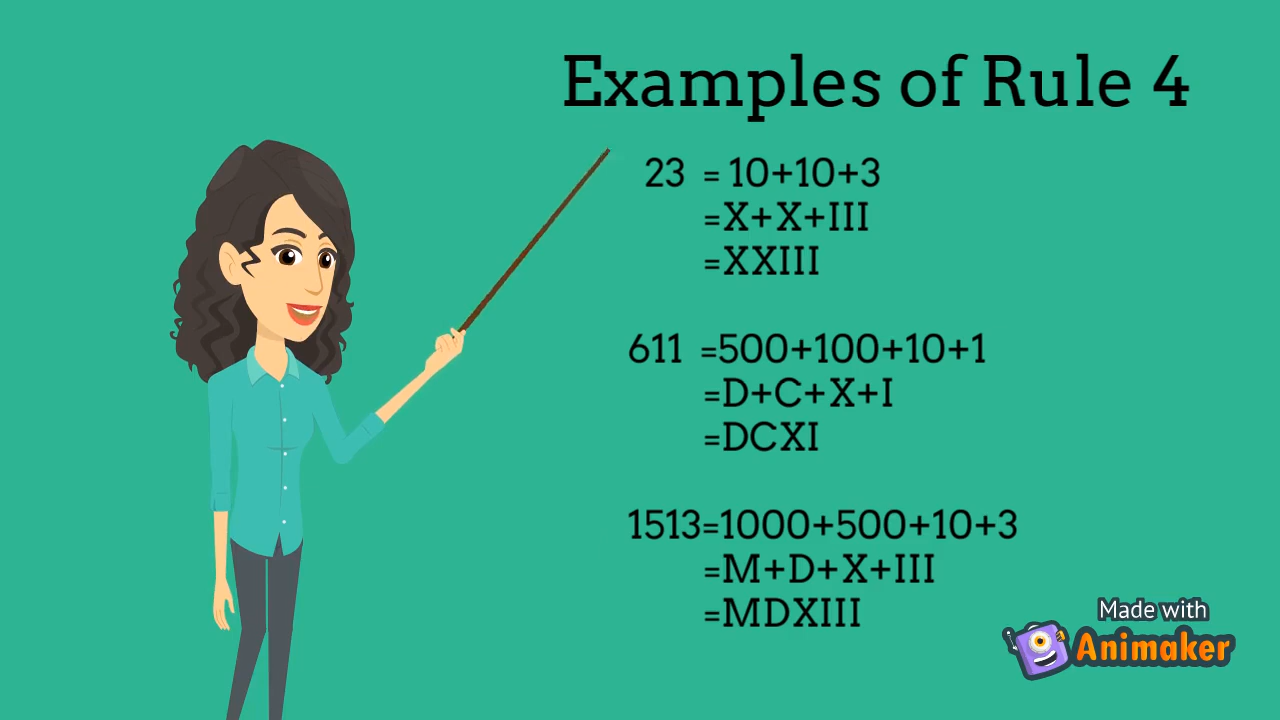 Examples of Rule 4
23 = 10+10+3
=X+X+III
=XXIII
611 =500+100+10+1
=D+C+X+I
=DCXI
1513=1000+500+10+3
=M+D+X+III
=MDXIII
Made with
Animaker